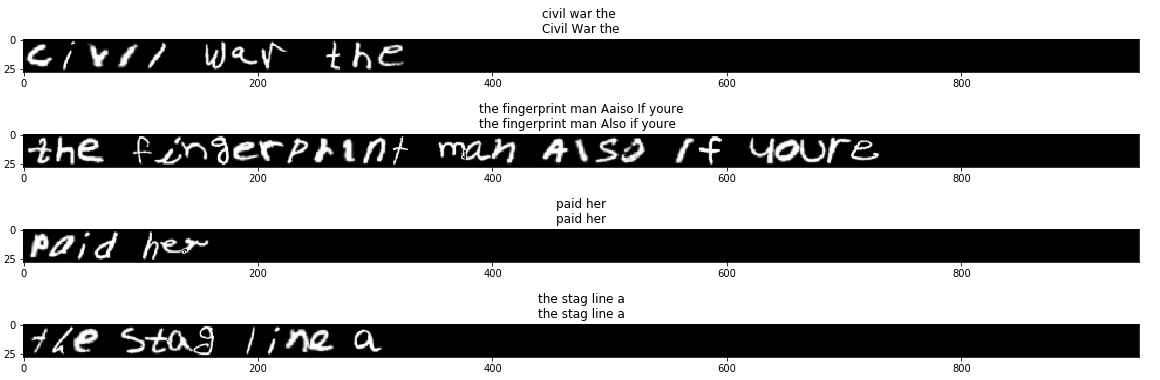 civil war the
Civil War the
0
25
civil war the
0 200 400 600 800
the fingerprint man Aaiso If youre
the fingerprint man Also if youre
0
25
the fingerprint man Also If youre
0 200 400 600 800
paid her
paid her
0
25
paid her
0 200 400 600 800
the stag line a
the stag line a
0
25
the stag line a
0 200 400 600 800